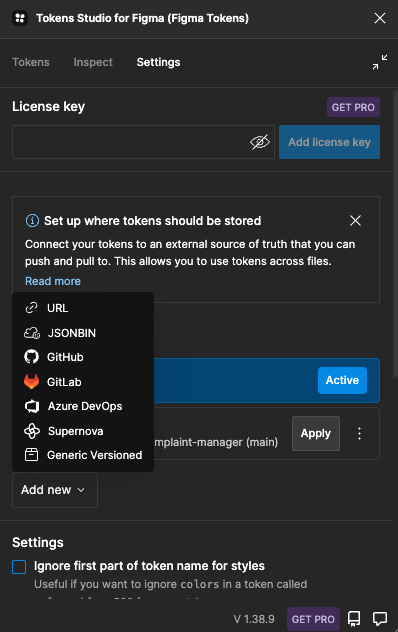 Tokens Studio for Figma (Figma Tokens)
Tokens Inspect Settings
License key GET PRO
Add license key
Set up where tokens should be stored
Connect your tokens to an external source of truth that you can
push and pull to. This allows you to use tokens across files.
Read more
URL
JSONBIN
GitHub
GitLab
Azure DevOps
Supernova
Generic Versioned
Active
mplaint-manager (main) Apply
Add new
Settings
Ignore first part of token name for styles
Useful if you want to ignore colors in a token called
V 1.38.9 GET PRO